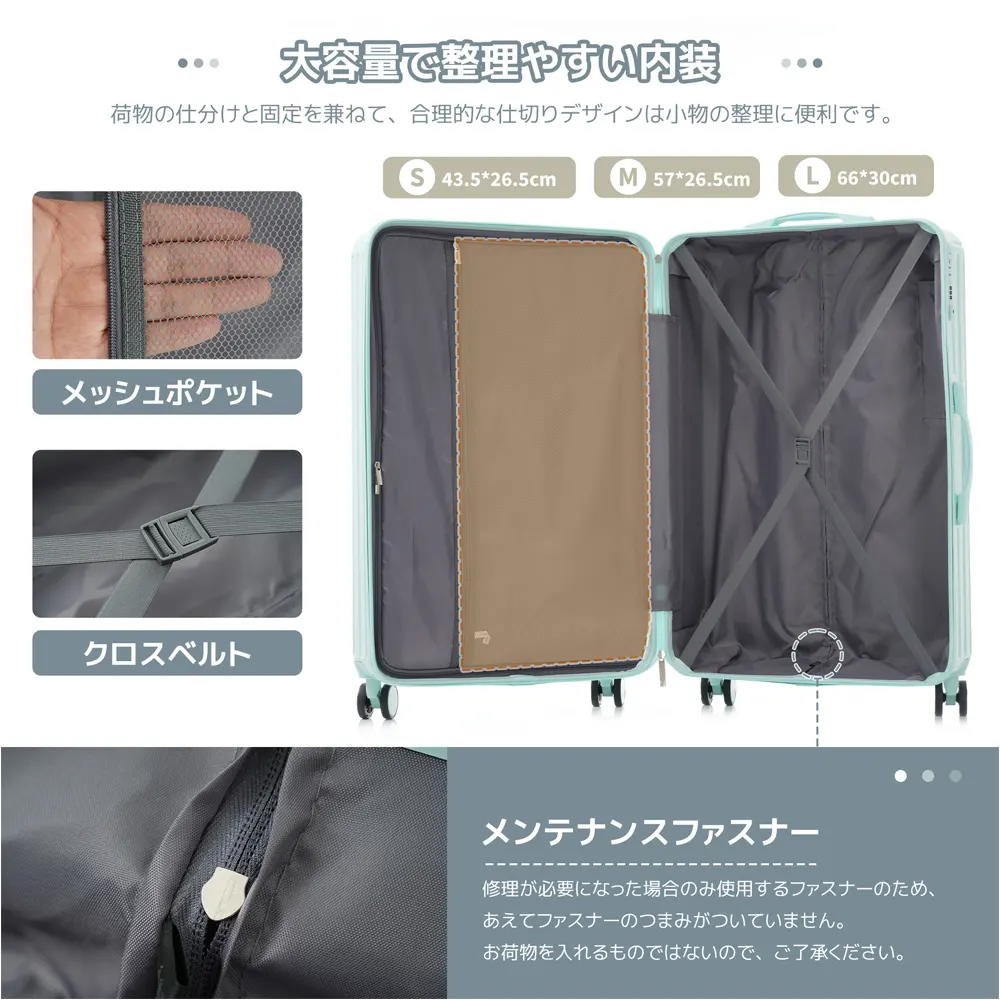 大容量で整理やすい内装
荷物の仕分けと固定を兼ねて、合理的な仕切りデザインは小物の整理に便利です。
S 43.5*26.5cm
M 57*26.5cm
L 66*30cm
メッシュポケット
クロスベルト
メンテナンスファスナー
修理が必要になった場合のみ使用するファスナーのため、
あえてファスナーのつまみがついていません。
お荷物を入れるものではないので、ご了承ください。